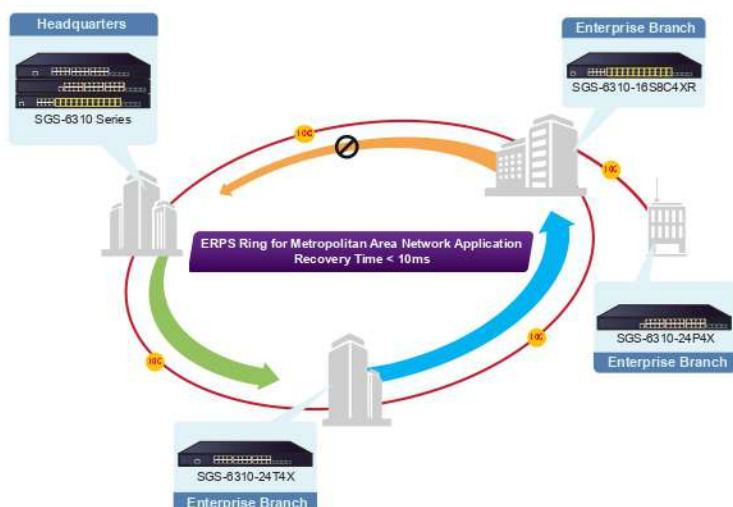 Headquarters
SGS-6310 Series
Enterprise Branch
SGS-6310-16S8C4XR
10G
10G
ERPS Ring for Metropolitan Area Network Application
Recovery Time < 10ms
SGS-6310-24P4X
Enterprise Branch
10G
10G
SGS-6310-24T4X
Enterprise Branch